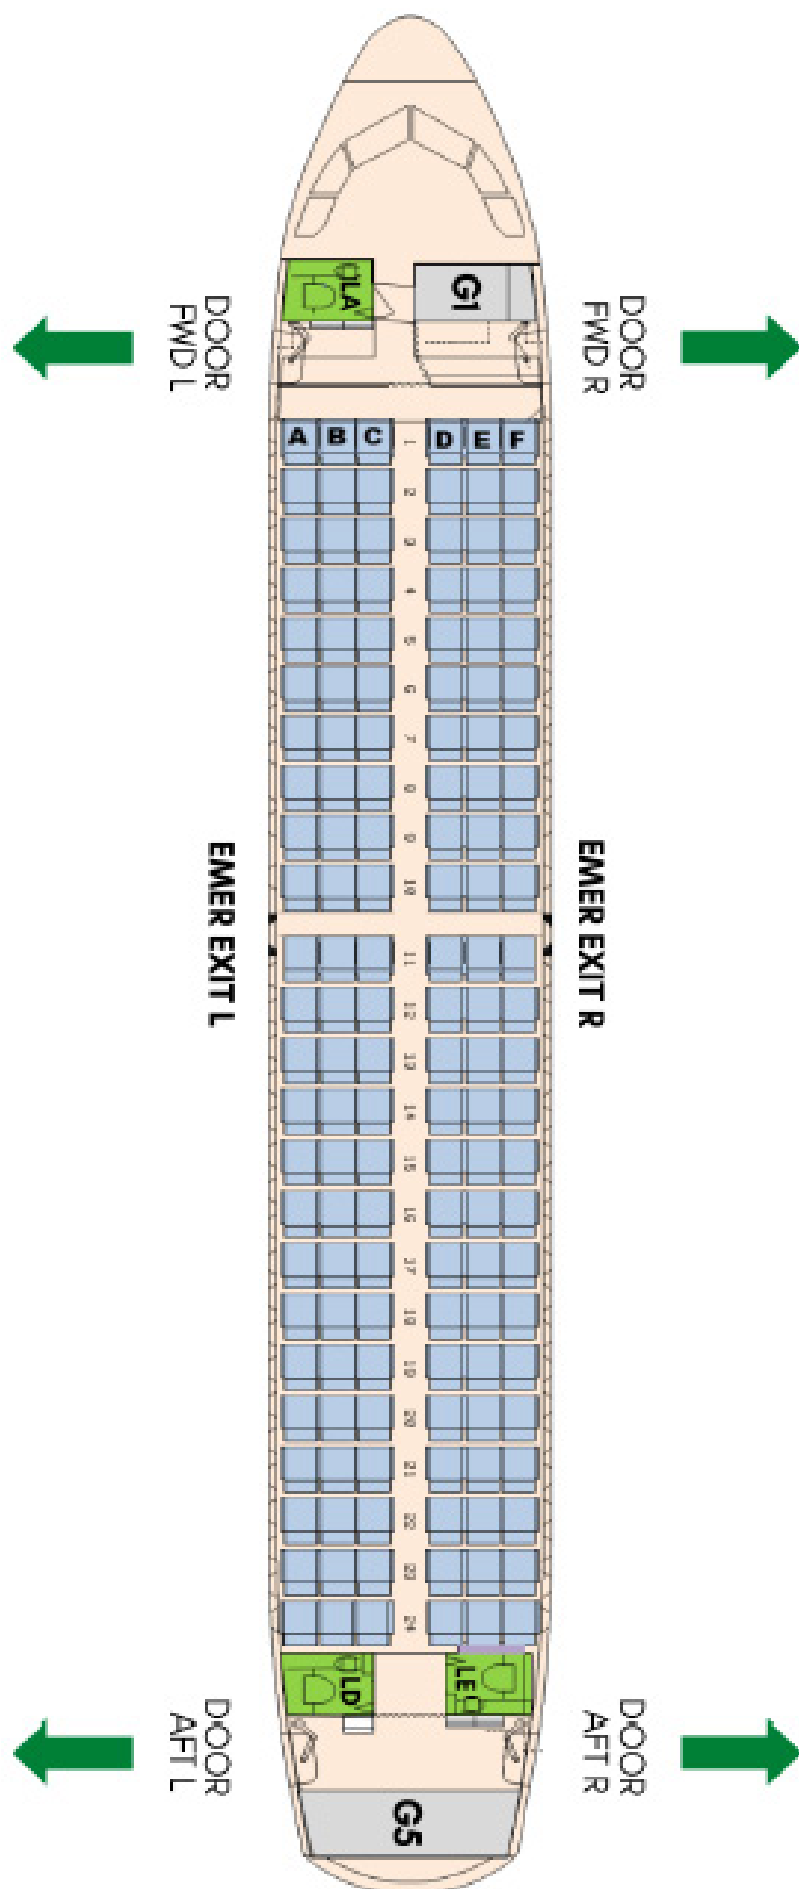 LA
G1
DOOR
FWD L
DOOR
FWD R
A B C D E F
1
2
3
4
5
6
7
8
9
10
EMER EXIT L
EMER EXIT R
11
12
13
14
15
16
17
18
19
20
21
22
23
24
LD
LE
DOOR
AFT L
DOOR
AFT R
G5